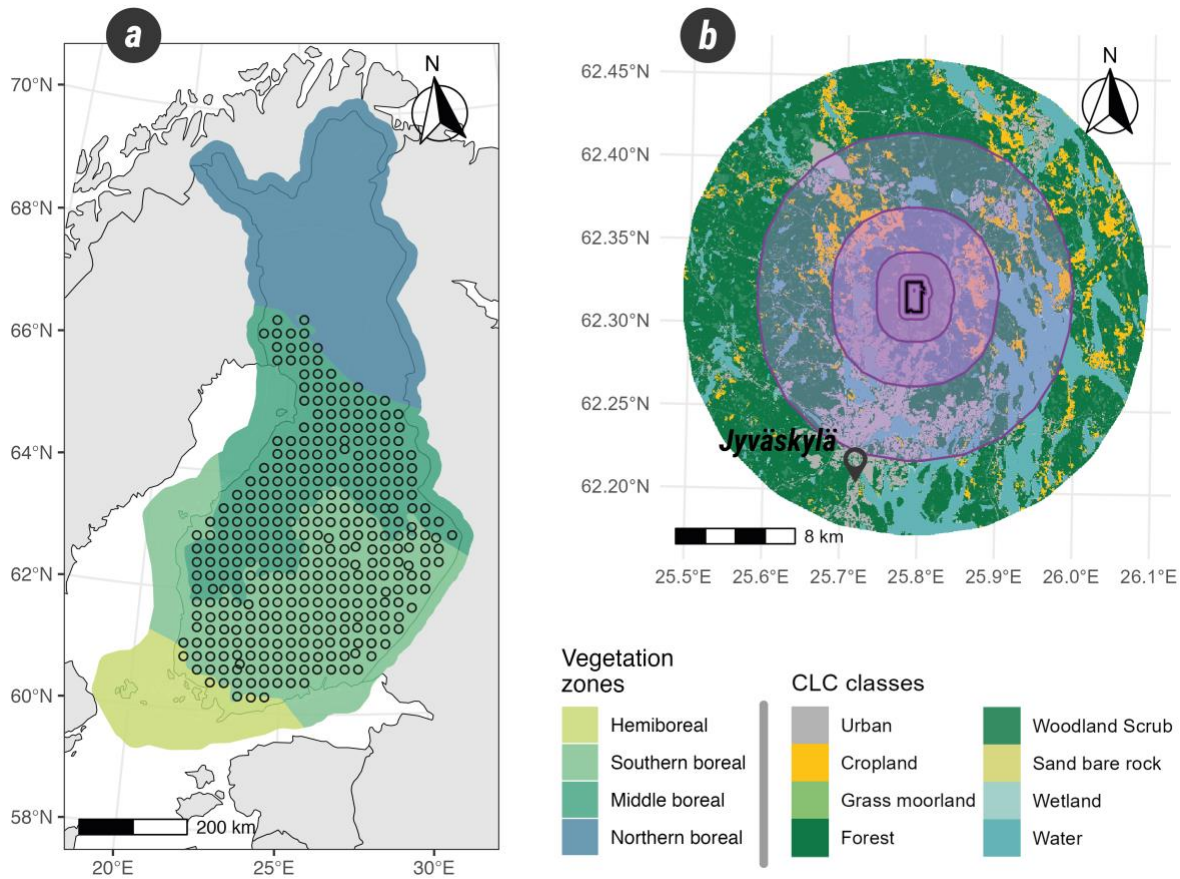 a
N
70°N
68°N
66°N
64°N
62°N
60°N
58°N
200 km
20°E
25°E
30°E
b
N
62.45°N
62.40°N
62.35°N
62.30°N
62.25°N
62.20°N
Jyväskylä
8 km
25.5°E
25.6°E
25.7°E
25.8°E
25.9°E
26.0°E
26.1°E
Vegetation
zones
Hemiboreal
Southern boreal
Middle boreal
Northern boreal
CLC classes
Urban
Cropland
Grass moorland
Forest
Woodland Scrub
Sand bare rock
Wetland
Water